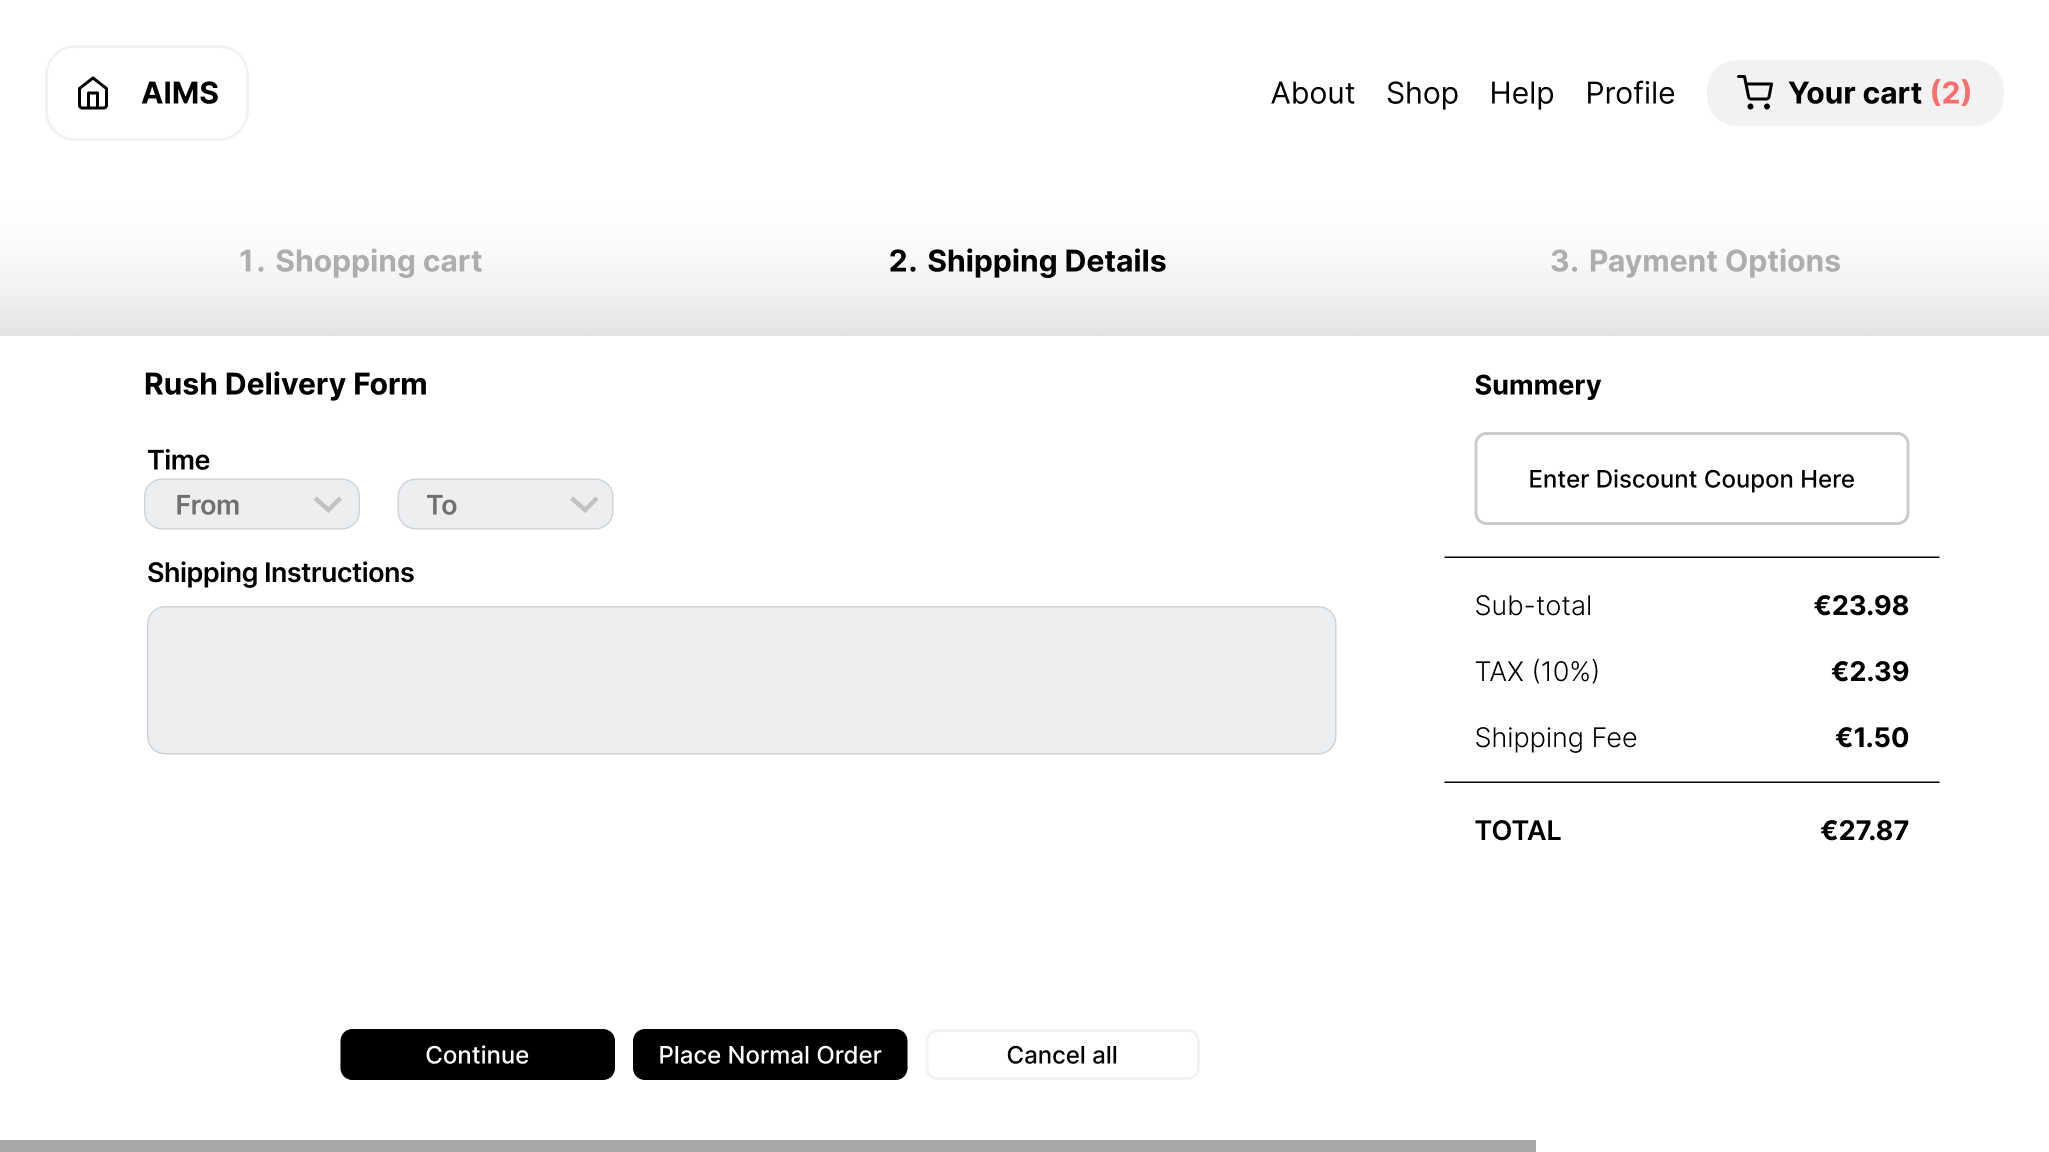 AIMS
About Shop Help Profile Your cart (2)
1. Shopping cart 2. Shipping Details 3. Payment Options
Rush Delivery Form
Time
From To
Shipping Instructions
Summery
Enter Discount Coupon Here
Sub-total €23.98
TAX (10%) €2.39
Shipping Fee €1.50
TOTAL €27.87
Continue Place Normal Order Cancel all